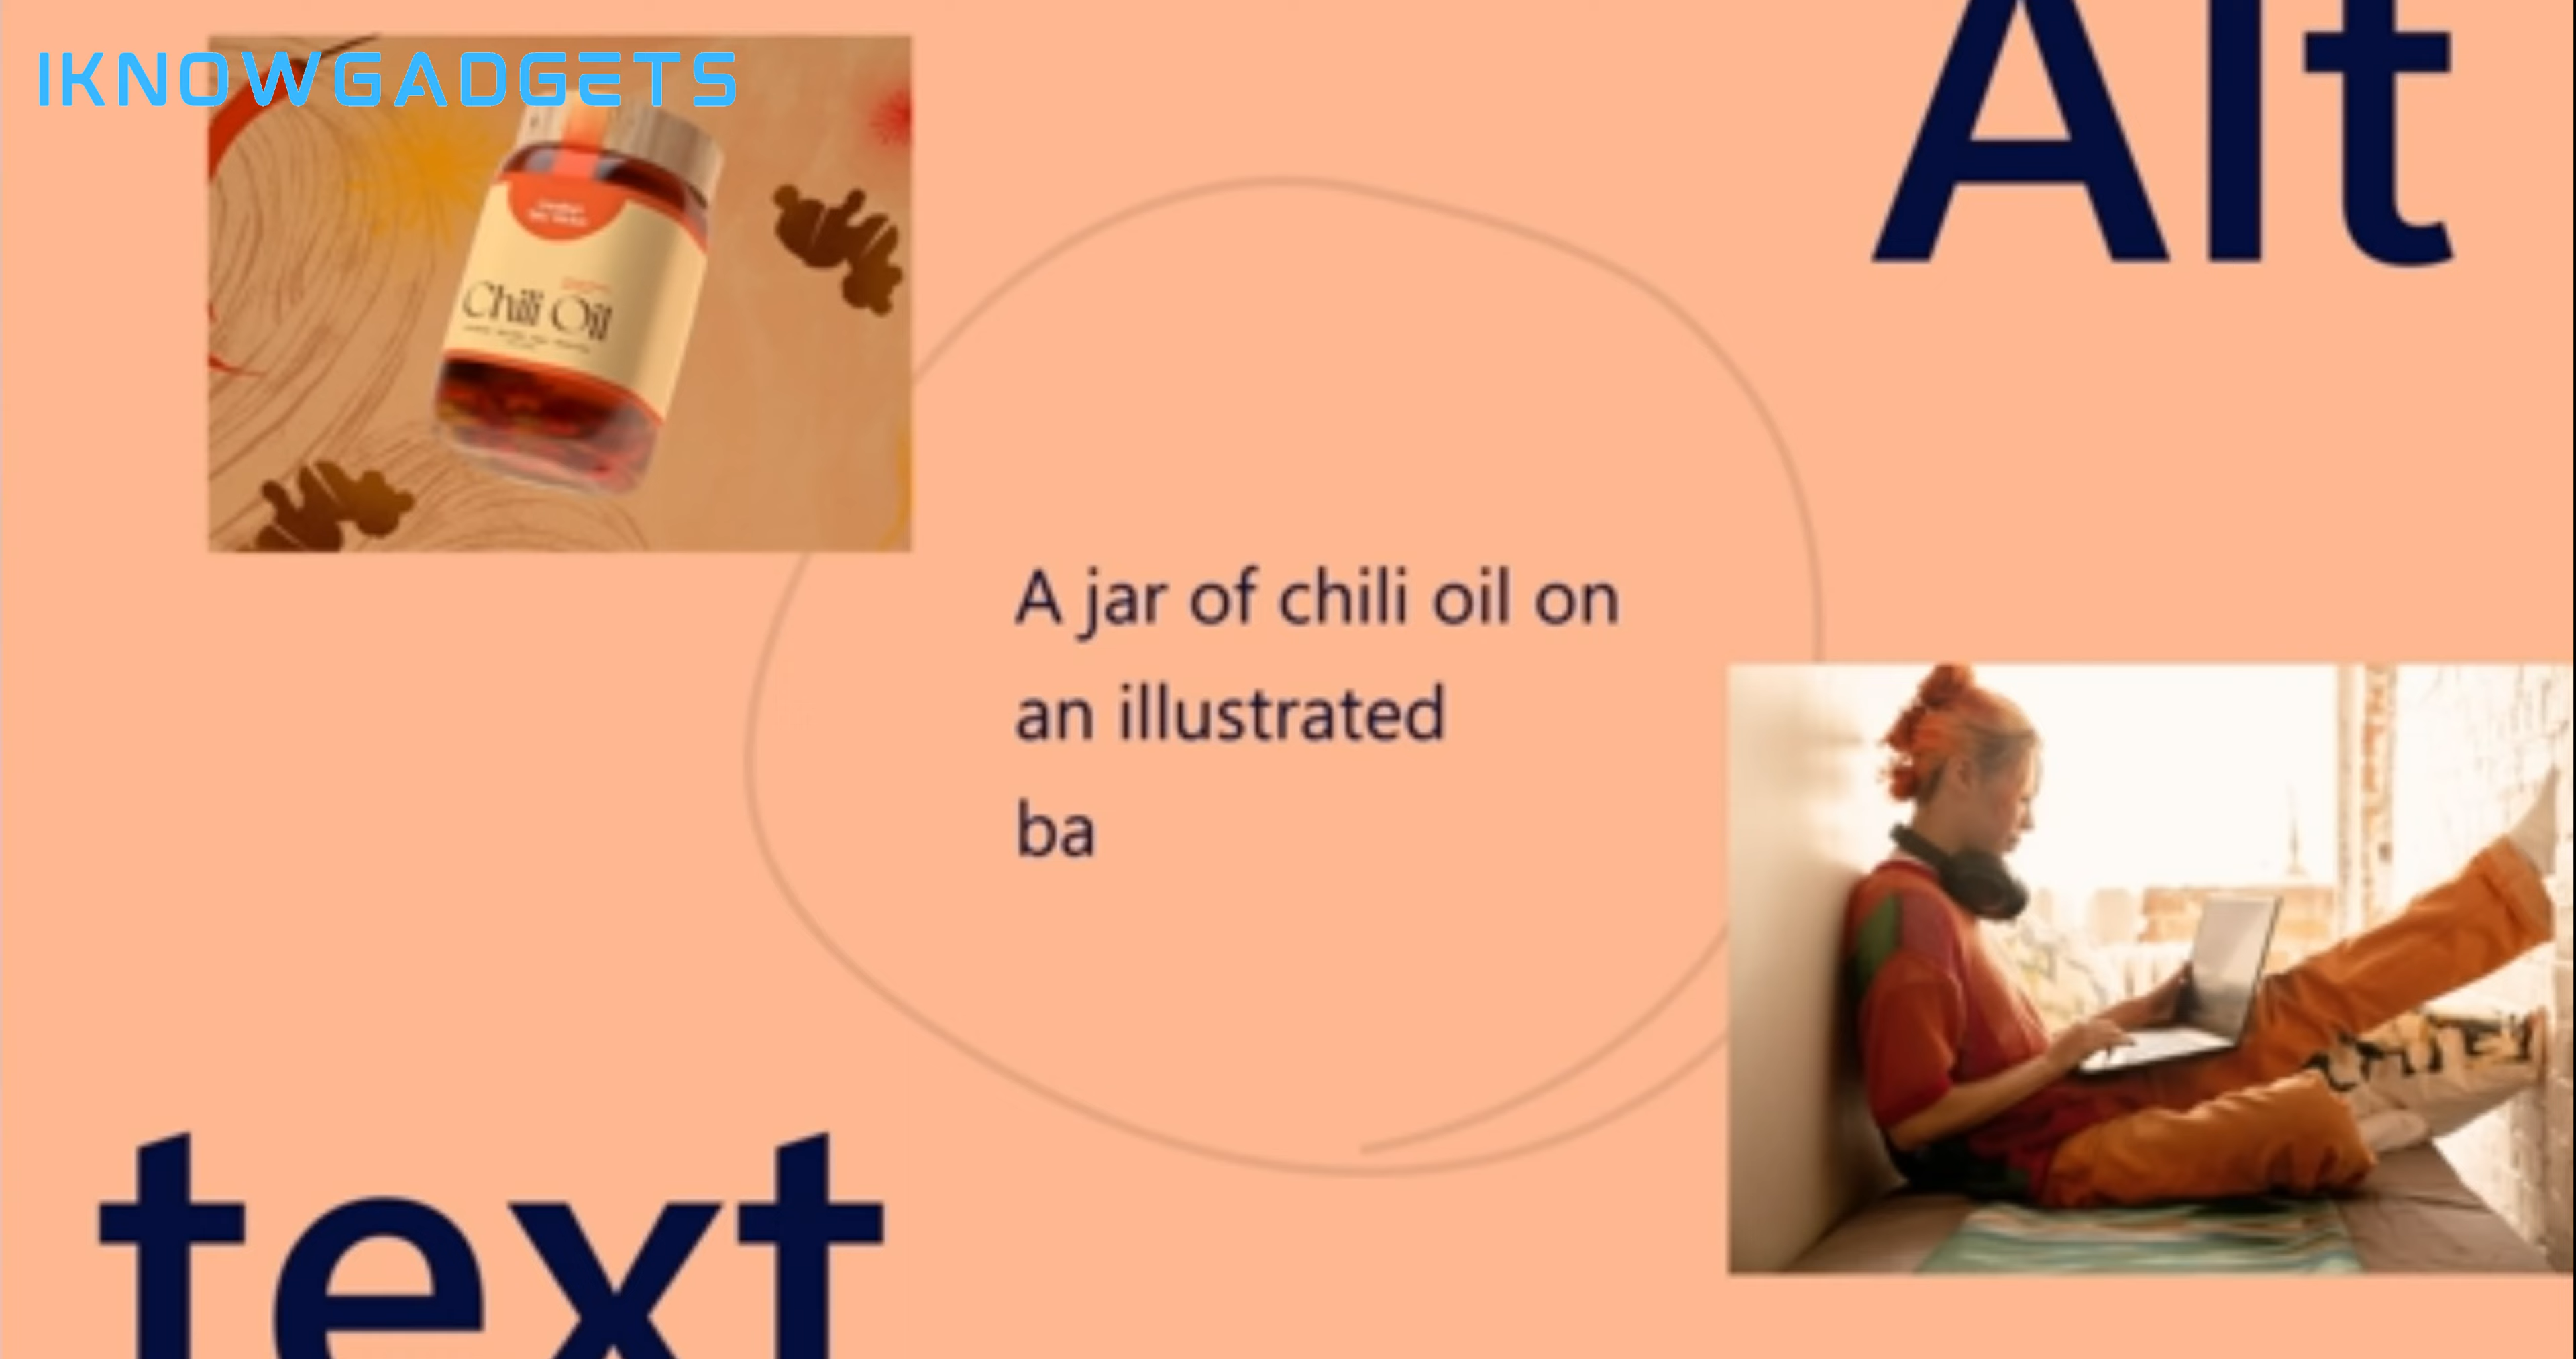 IKNOWGADGETS
Alt
Chili Oil
A jar of chili oil on
an illustrated
ba
text